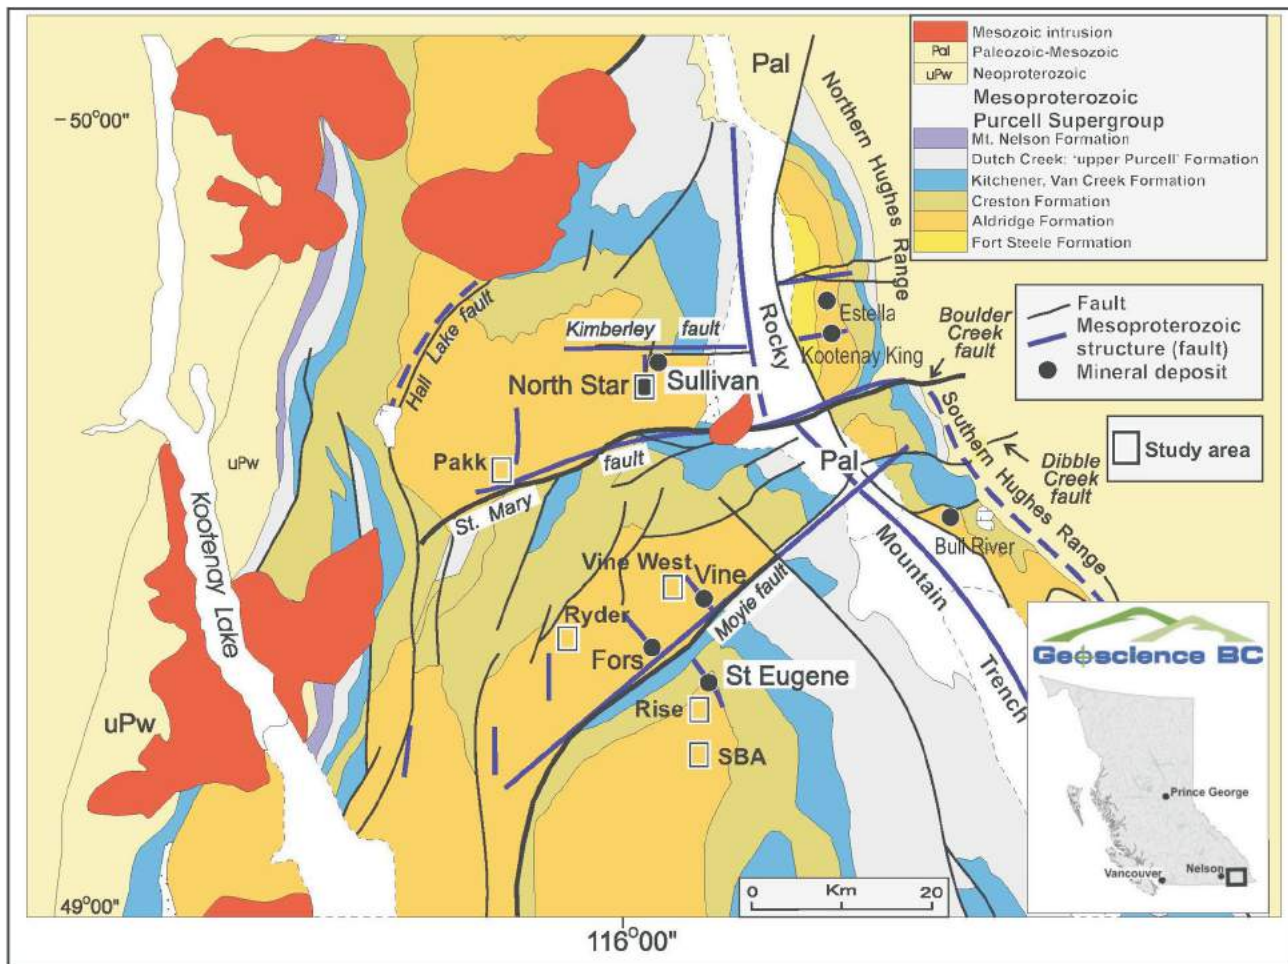 Mesozoic intrusion
Pal Paleozoic-Mesozoic
uPw Neoproterozoic
Mesoproterozoic
Purcell Supergroup
Mt. Nelson Formation
Dutch Creek: 'upper Purcell' Formation
Kitchener, Van Creek Formation
Creston Formation
Aldridge Formation
Fort Steele Formation
Fault
Mesoproterozoic
structure (fault)
Mineral deposit
Study area
50°00"
Pal
Northern Hughes Range
Hall Lake fault
Kimberley fault
Rocky
Estella
Kootenay King
Boulder
Creek
fault
North Star
Sullivan
Southern Hughes Range
Dibble
Creek
fault
Pakk
St. Mary fault
Pal
uPw
Kootenay Lake
Bull River
Mountain
Trench
Vine West
Vine
Moyie fault
Ryder
Fors
St Eugene
Rise
SBA
uPw
Geoscience BC
Prince George
Nelson
Vancouver
0 Km 20
49°00"
116°00"